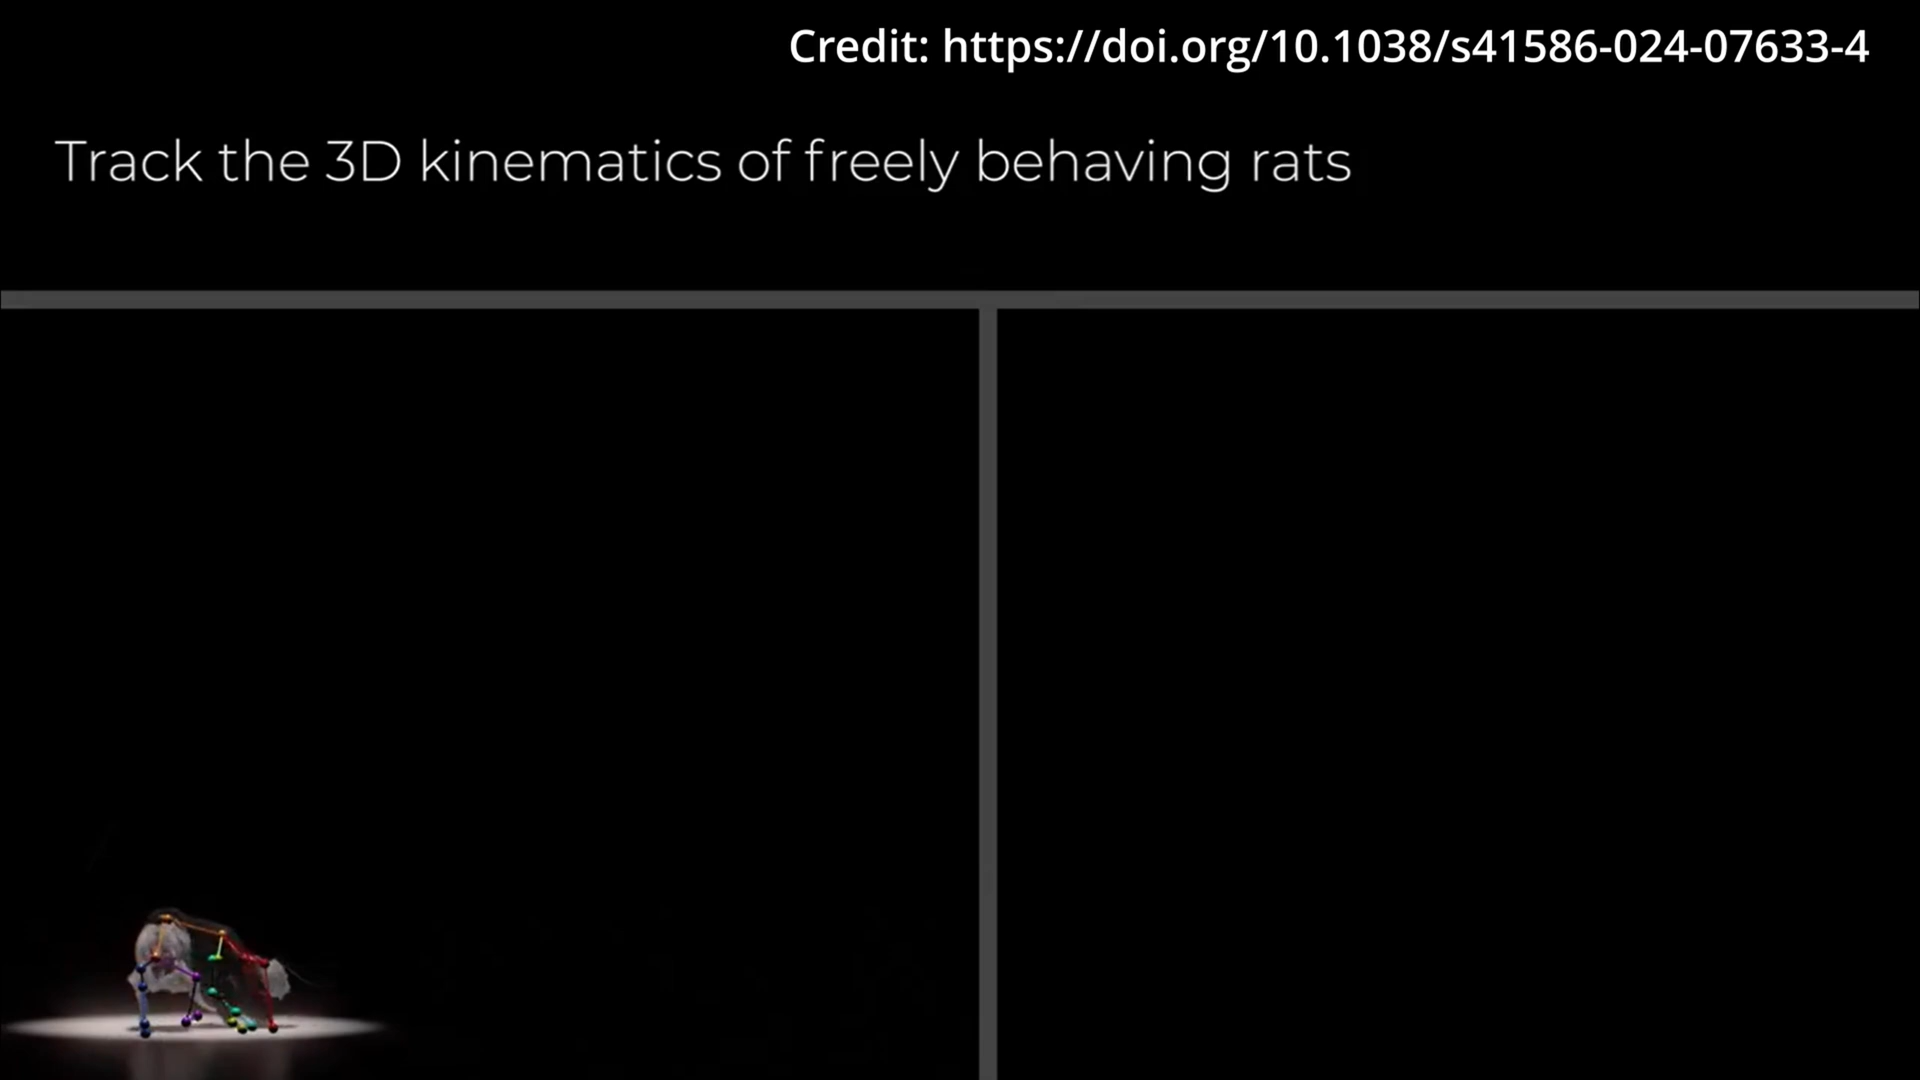 Credit: https://doi.org/10.1038/s41586-024-07633-4
Track the 3D kinematics of freely behaving rats